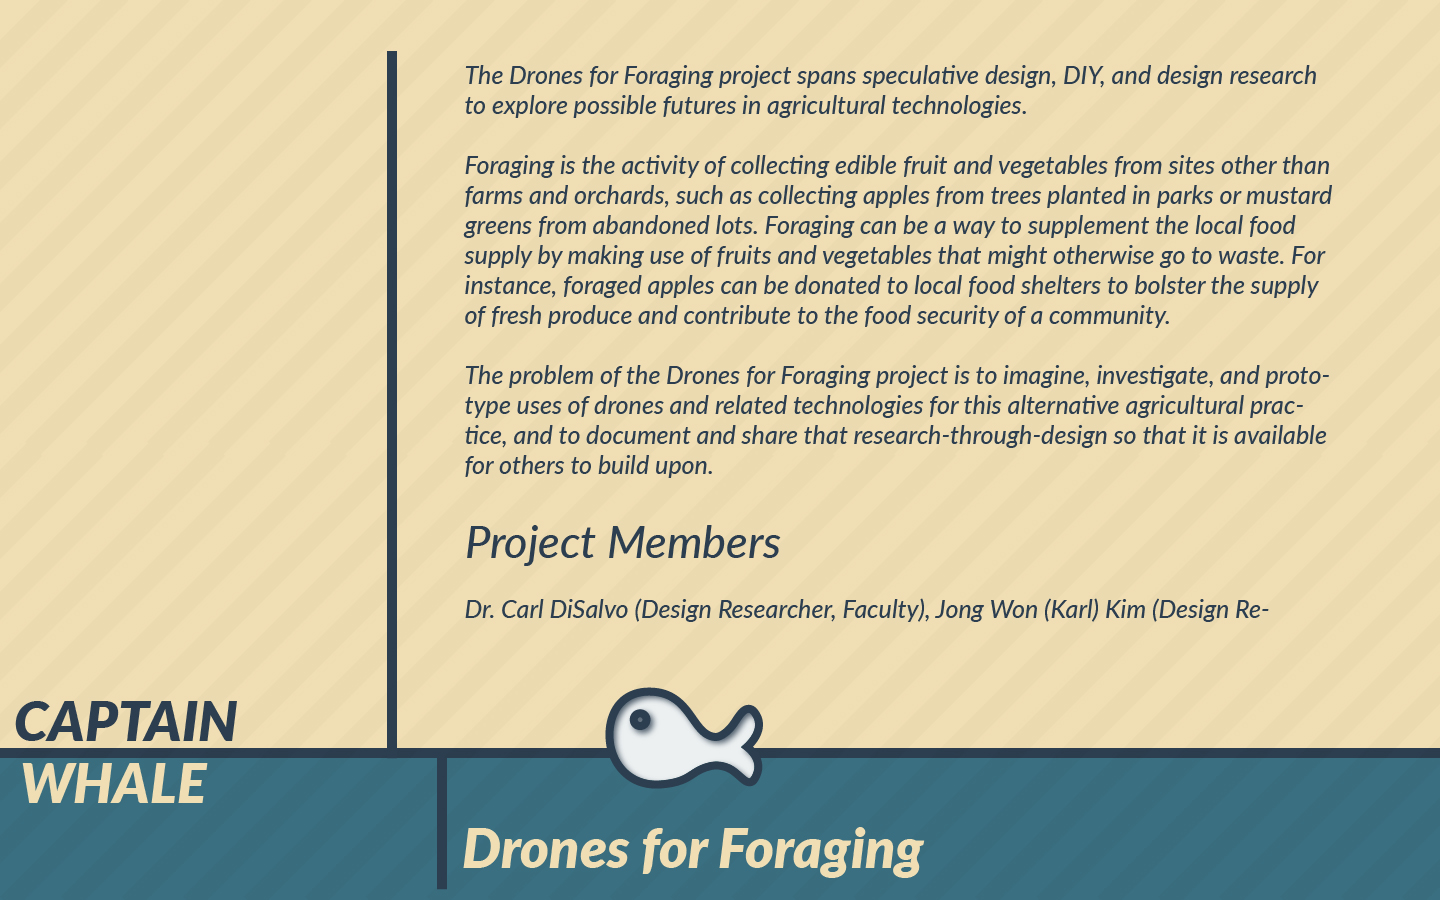 The Drones for Foraging project spans speculative design, DIY, and design research
to explore possible futures in agricultural technologies.
Foraging is the activity of collecting edible fruit and vegetables from sites other than
farms and orchards, such as collecting apples from trees planted in parks or mustard
greens from abandoned lots. Foraging can be a way to supplement the local food
supply by making use of fruits and vegetables that might otherwise go to waste. For
instance, foraged apples can be donated to local food shelters to bolster the supply
of fresh produce and contribute to the food security of a community.
The problem of the Drones for Foraging project is to imagine, investigate, and proto-
type uses of drones and related technologies for this alternative agricultural prac-
tice, and to document and share that research-through-design so that it is available
for others to build upon.
Project Members
Dr. Carl DiSalvo (Design Researcher, Faculty), Jong Won (Karl) Kim (Design Re-
CAPTAIN
WHALE
Drones for Foraging